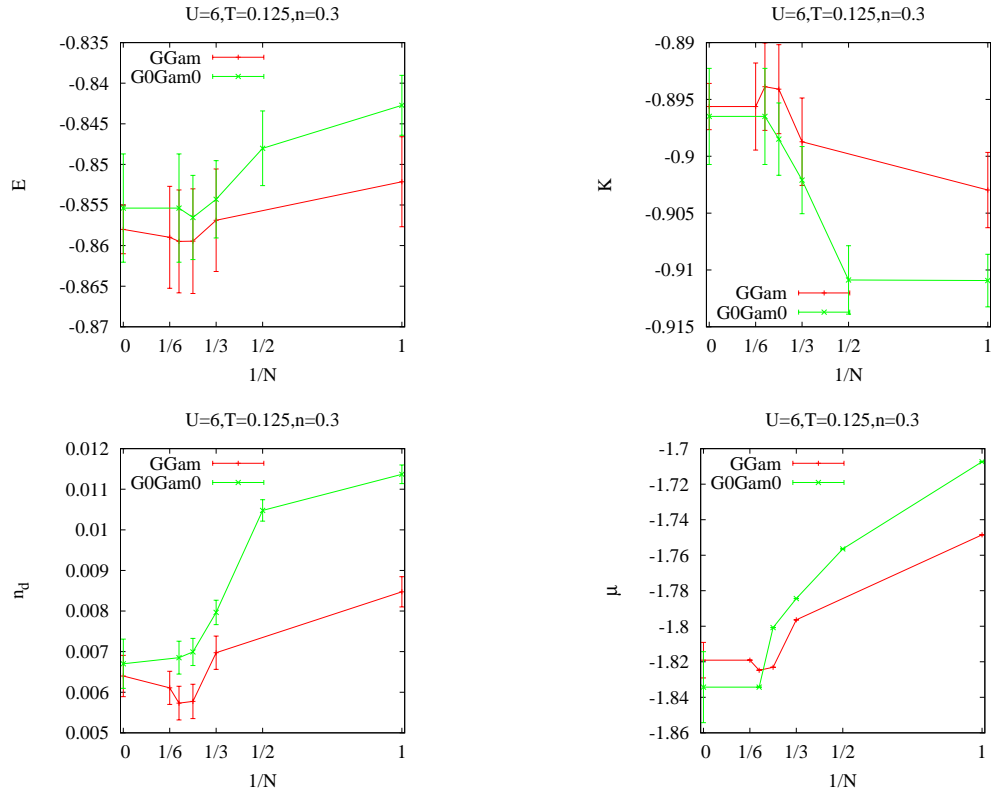 U=6,T=0.125,n=0.3
-0.835
-0.84
-0.845
-0.85
-0.855
-0.86
-0.865
-0.87
E
GGam
G0Gam0
0 1/6 1/3 1/2 1
1/N
U=6,T=0.125,n=0.3
-0.89
-0.895
-0.9
-0.905
-0.91
-0.915
K
GGam
G0Gam0
0 1/6 1/3 1/2 1
1/N
U=6,T=0.125,n=0.3
0.012
0.011
0.01
0.009
0.008
0.007
0.006
0.005
n_d
GGam
G0Gam0
0 1/6 1/3 1/2 1
1/N
U=6,T=0.125,n=0.3
-1.7
-1.72
-1.74
-1.76
-1.78
-1.8
-1.82
-1.84
-1.86
μ
GGam
G0Gam0
0 1/6 1/3 1/2 1
1/N